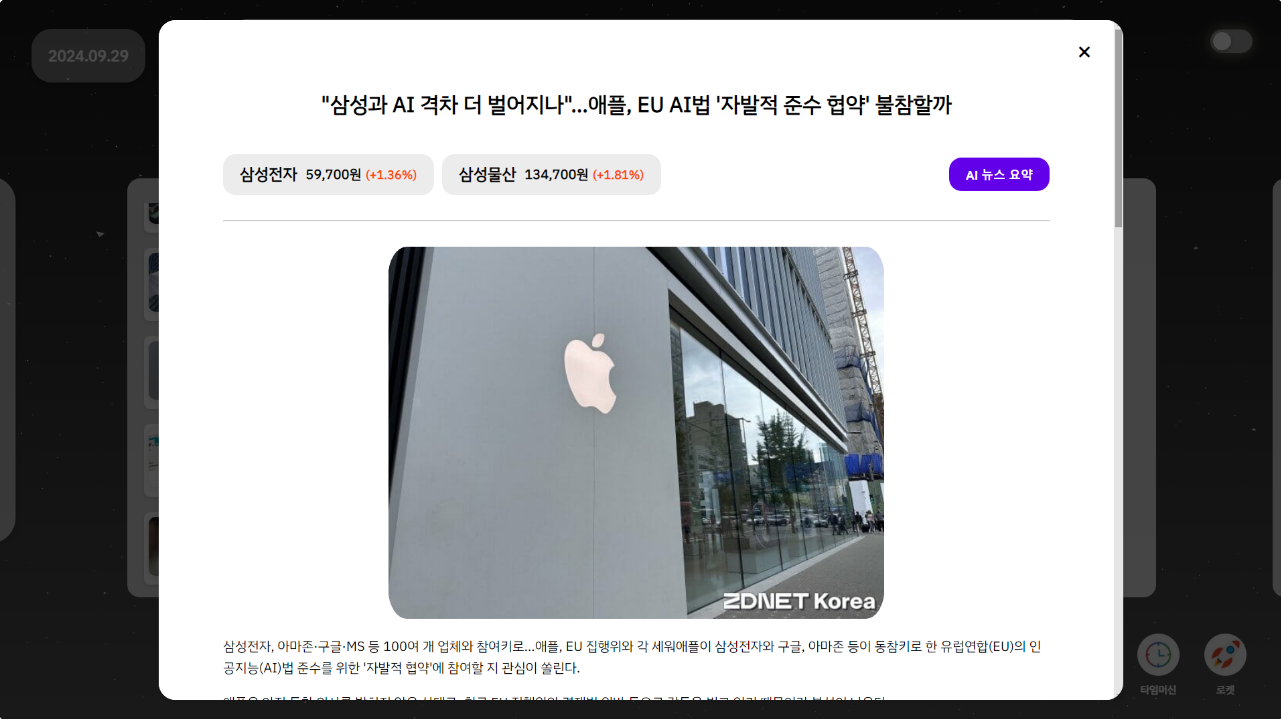 2024.09.29
"삼성과 AI 격차 더 벌어지나"...애플, EU AI법 '자발적 준수 협약' 불참할까
삼성전자 59,700원 (+1.36%) 삼성물산 134,700원 (+1.81%)
AI 뉴스 요약
ZDNET Korea
삼성전자, 아마존·구글·MS 등 100여 개 업체와 참여키로...애플, EU 집행위와 각 세워애플이 삼성전자와 구글, 아마존 등이 동참키로 한 유럽연합(EU)의 인
공지능(AI)법 준수를 위한 '자발적 협약'에 참여할 지 관심이 쏠린다.
타임머신
로켓